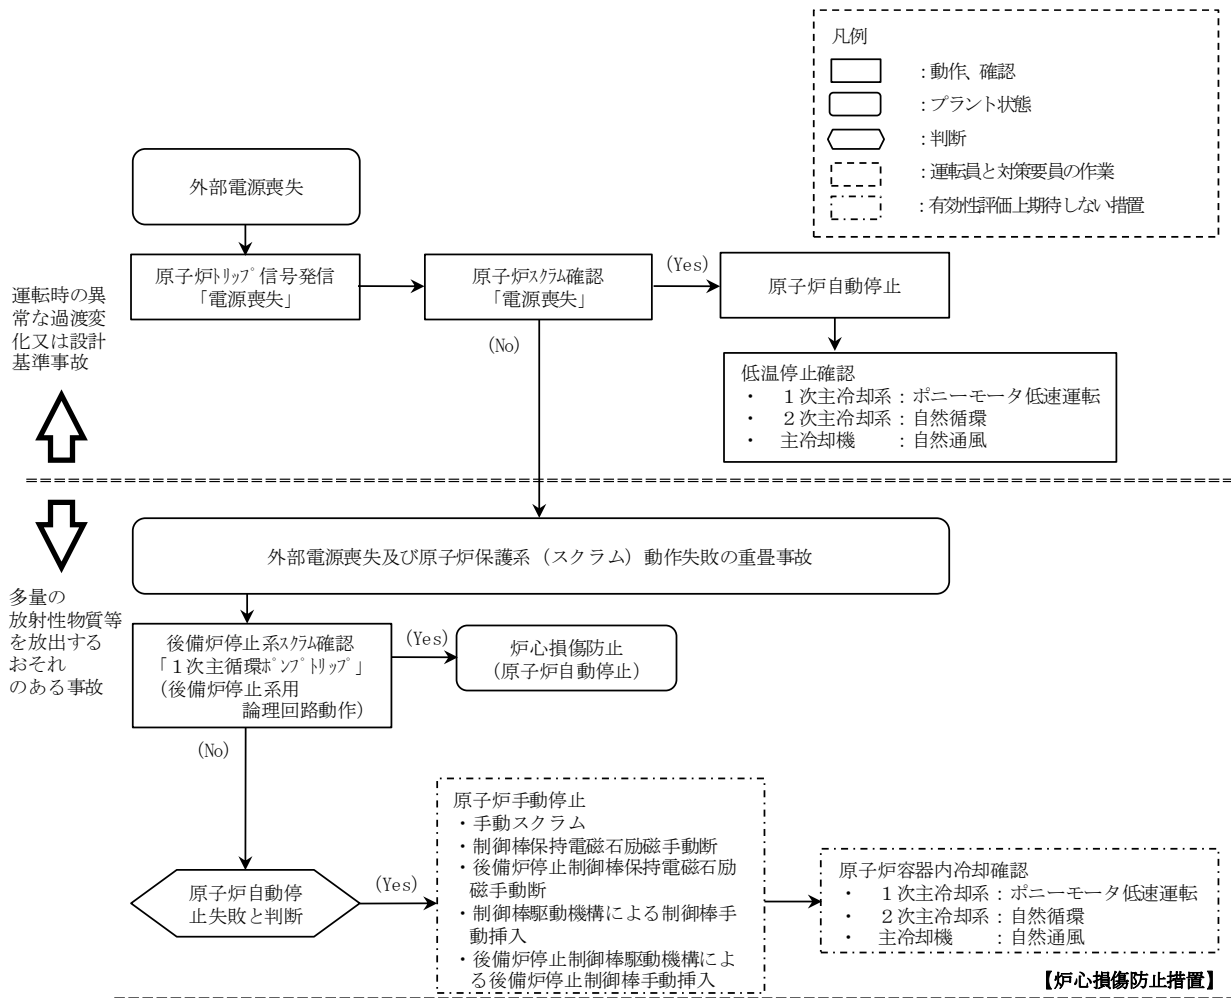 凡例
：動作、確認
：プラント状態
：判断
：運転員と対策要員の作業
：有効性評価上期待しない措置
外部電源喪失
原子炉ﾄﾘｯﾌﾟ信号発信
「電源喪失」
原子炉ｽｸﾗﾑ確認
「電源喪失」
(Yes)
原子炉自動停止
(No)
運転時の異
常な過渡変
化又は設計
基準事故
低温停止確認
・　１次主冷却系：ポニーモータ低速運転
・　２次主冷却系：自然循環
・　主冷却機　　：自然通風
外部電源喪失及び原子炉保護系（スクラム）動作失敗の重畳事故
多量の
放射性物質等
を放出する
おそれ
のある事故
後備炉停止系ｽｸﾗﾑ確認
「１次主循環ﾎﾟﾝﾌﾟﾄﾘｯﾌﾟ」
（後備炉停止系用
論理回路動作）
(Yes)
炉心損傷防止
（原子炉自動停止）
(No)
原子炉自動停
止失敗と判断
(Yes)
原子炉手動停止
・手動スクラム
・制御棒保持電磁石励磁手動断
・後備炉停止制御棒保持電磁石励
磁手動断
・制御棒駆動機構による制御棒手
動挿入
・後備炉停止制御棒駆動機構によ
る後備炉停止制御棒手動挿入
原子炉容器内冷却確認
・　１次主冷却系：ポニーモータ低速運転
・　２次主冷却系：自然循環
・　主冷却機　　：自然通風
【炉心損傷防止措置】